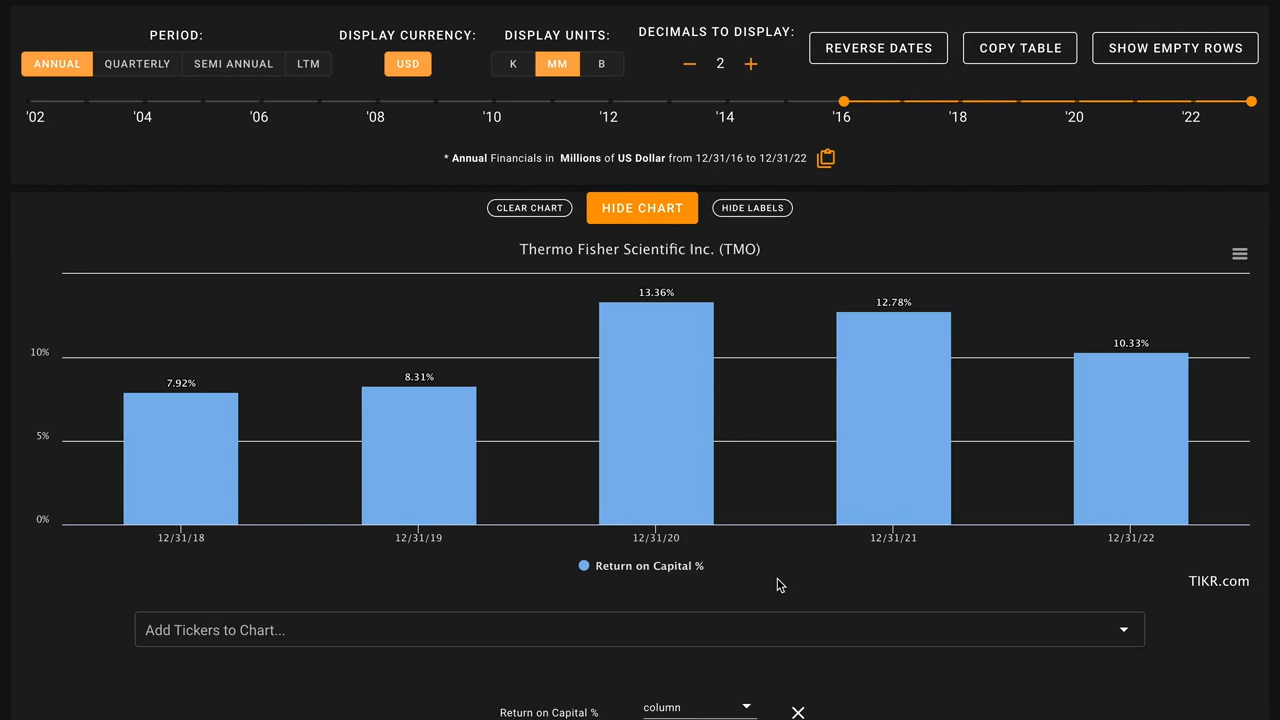 PERIOD:
DISPLAY CURRENCY:
DISPLAY UNITS:
DECIMALS TO DISPLAY:
ANNUAL QUARTERLY SEMI ANNUAL LTM
USD
K MM B
− 2 +
REVERSE DATES
COPY TABLE
SHOW EMPTY ROWS
'02 '04 '06 '08 '10 '12 '14 '16 '18 '20 '22
* Annual Financials in Millions of US Dollar from 12/31/16 to 12/31/22
CLEAR CHART
HIDE CHART
HIDE LABELS
Thermo Fisher Scientific Inc. (TMO)
13.36%
12.78%
10.33%
10%
8.31%
7.92%
5%
0%
12/31/18 12/31/19 12/31/20 12/31/21 12/31/22
Return on Capital %
TIKR.com
Add Tickers to Chart...
Return on Capital % column